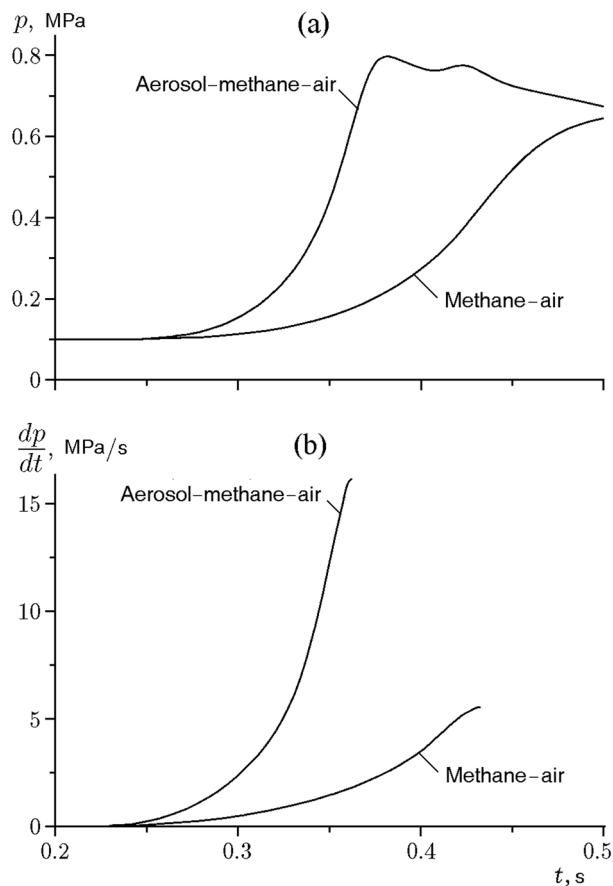 p, MPa (a)
0.8
Aerosol-methane-air
0.6
0.4
Methane-air
0.2
0
dp/dt, MPa/s (b)
15
Aerosol-methane-air
10
5
Methane-air
0
0.2 0.3 0.4 0.5
t, s